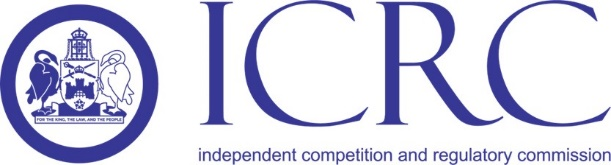 FOR THE KING, THE LAW, AND THE PEOPLE
ICRC
independent competition and regulatory commission